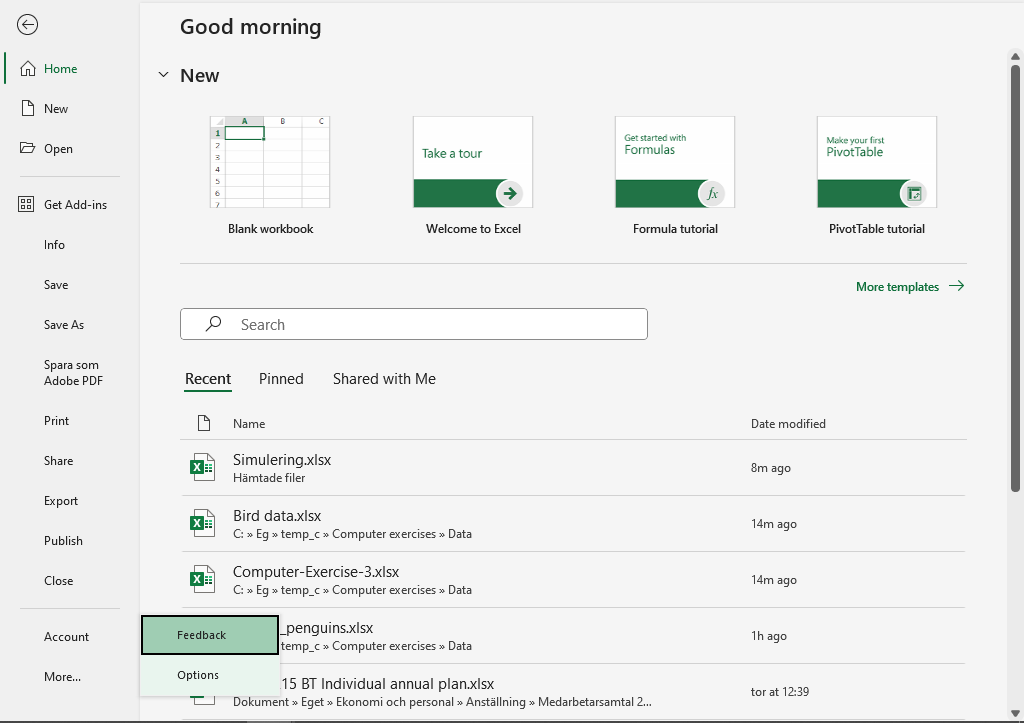 Good morning
Home
New
Open
Get Add-ins
Info
Save
Save As
Spara som
Adobe PDF
Print
Share
Export
Publish
Close
Account
More...
Feedback
Options
New
A B C
1
2
3
4
5
6
7
Blank workbook
Take a tour
Welcome to Excel
Get started with
Formulas
fx
Formula tutorial
Make your first
PivotTable
PivotTable tutorial
More templates
Search
Recent Pinned Shared with Me
Name Date modified
Simulering.xlsx
Hämtade filer
8m ago
Bird data.xlsx
C: » Eg » temp_c » Computer exercises » Data
14m ago
Computer-Exercise-3.xlsx
C: » Eg » temp_c » Computer exercises » Data
14m ago
_penguins.xlsx
temp_c » Computer exercises » Data
1h ago
15 BT Individual annual plan.xlsx
Dokument » Eget » Ekonomi och personal » Anställning » Medarbetarsamtal 2...
tor at 12:39